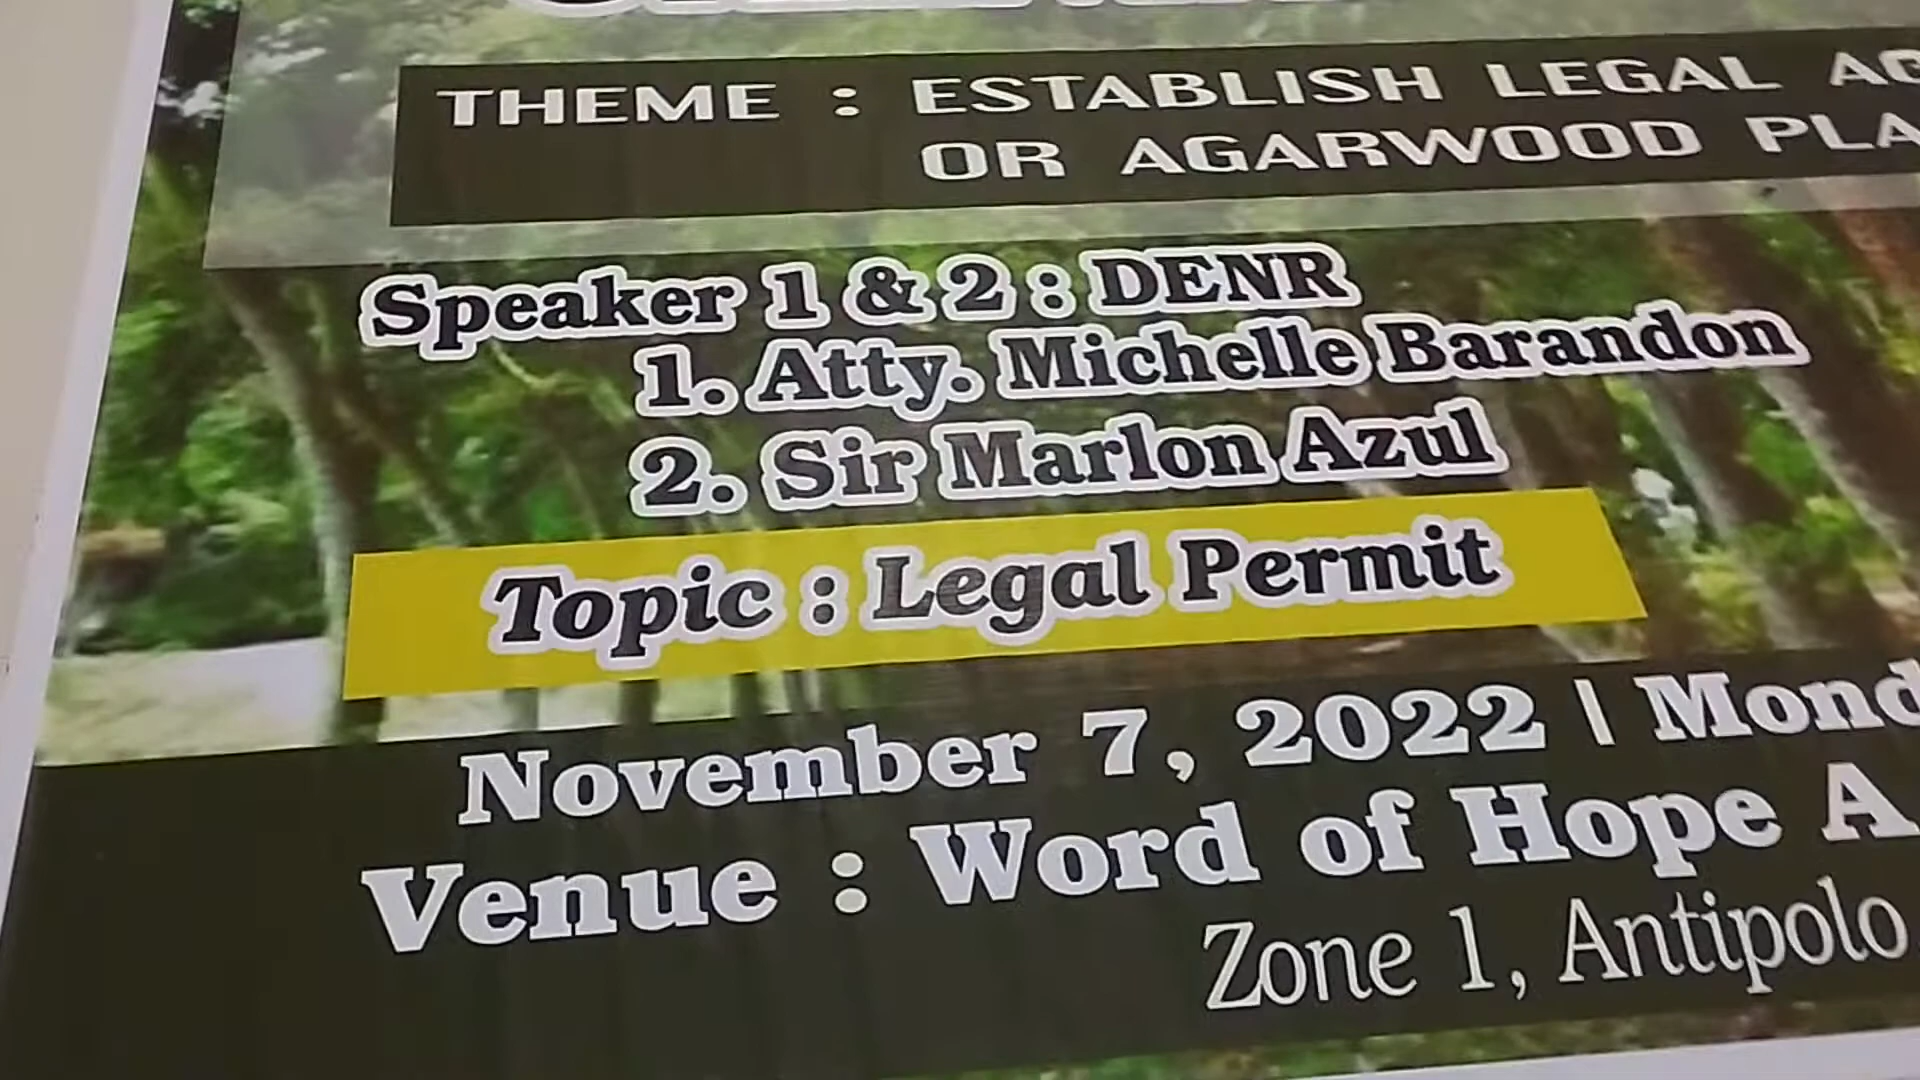 THEME : ESTABLISH LEGAL
OR AGARWOOD
Speaker 1 & 2 : DENR
1. Atty. Michelle Barandon
2. Sir Marlon Azul
Topic : Legal Permit
November 7, 2022 |
Venue : Word of Hope
Zone 1, Antipolo